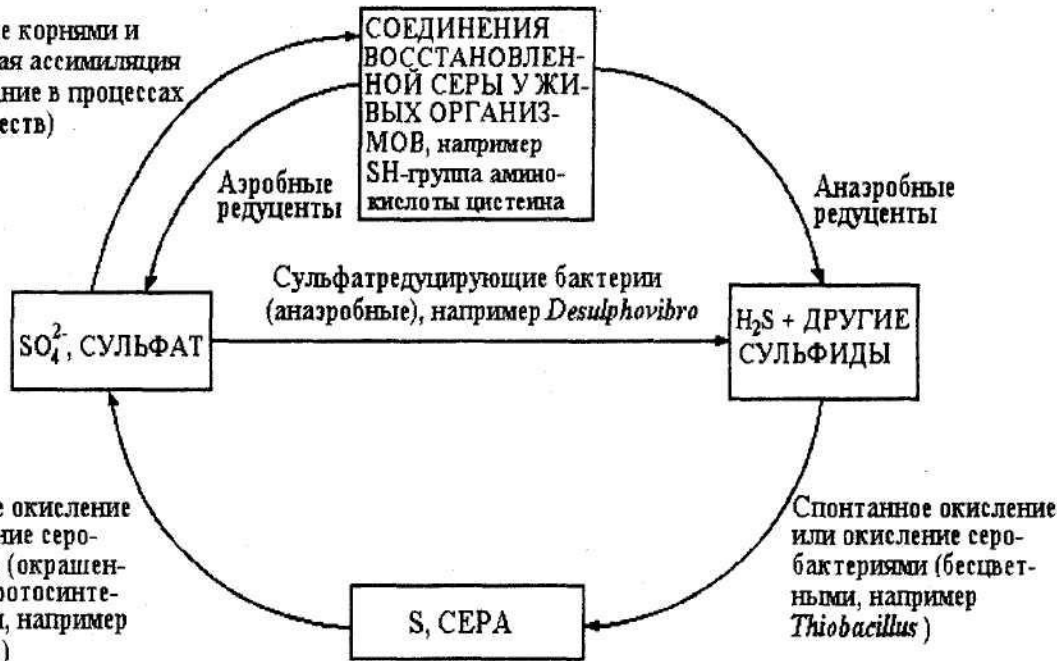 е корнями и
ая ассимиляция
ние в процессах
еств)
СОЕДИНЕНИЯ
ВОССТАНОВЛЕН-
НОЙ СЕРЫ У ЖИ-
ВЫХ ОРГАНИЗ-
МОВ, например
SH-группа амино-
кислоты цистеина
Аэробные
редуценты
Анаэробные
редуценты
Сульфатредуцирующие бактерии
(анаэробные), например Desulphovibro
SO₄²⁻, СУЛЬФАТ
H₂S + ДРУГИЕ
СУЛЬФИДЫ
е окисление
ние серо-
(окрашен-
отосинте-
и, например
)
Спонтанное окисление
или окисление серо-
бактериями (бесцвет-
ными, например
Thiobacillus)
S, СЕРА